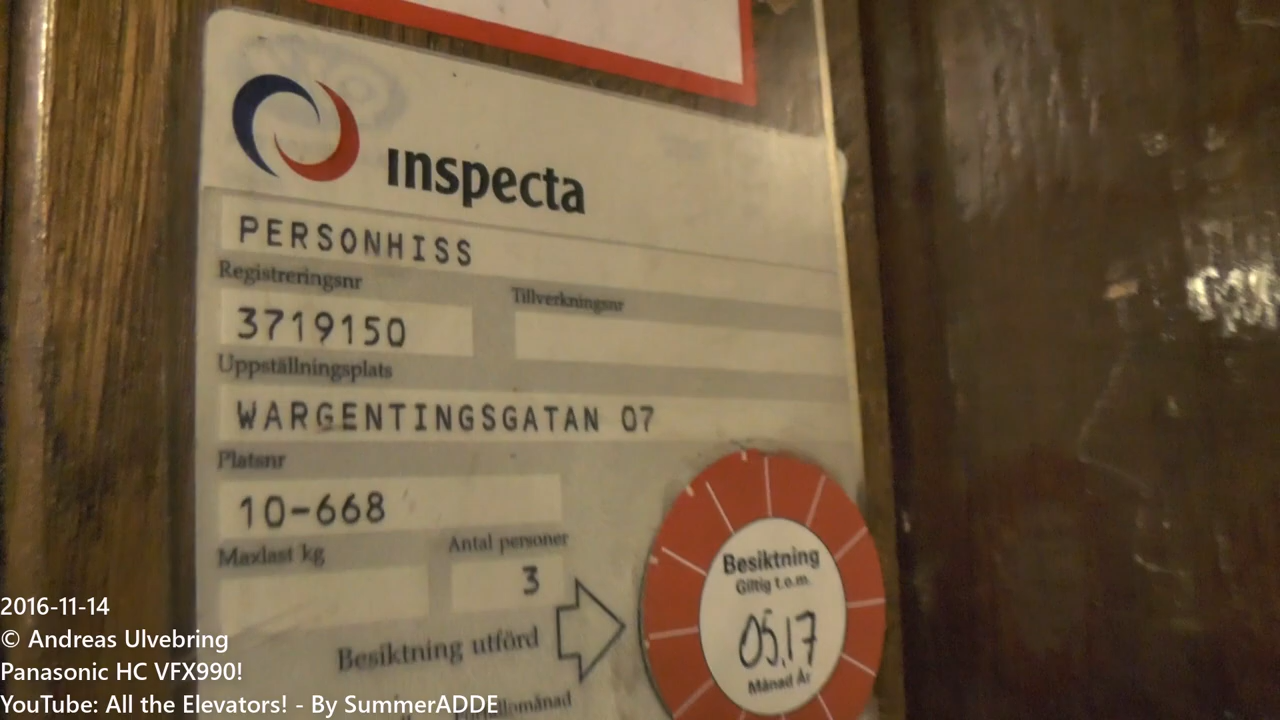 ınspecta
PERSONHISS
Registreringsnr
Tillverkningsnr
3719150
Uppställningsplats
WARGENTINGSGATAN 07
Platsnr
10-668
Maxlast kg
Antal personer
3
Besiktning utförd
Besiktning
Giltig t.o.m.
05.17
Månad År
2016-11-14
© Andreas Ulvebring
Panasonic HC VFX990!
YouTube: All the Elevators! - By SummerADDE